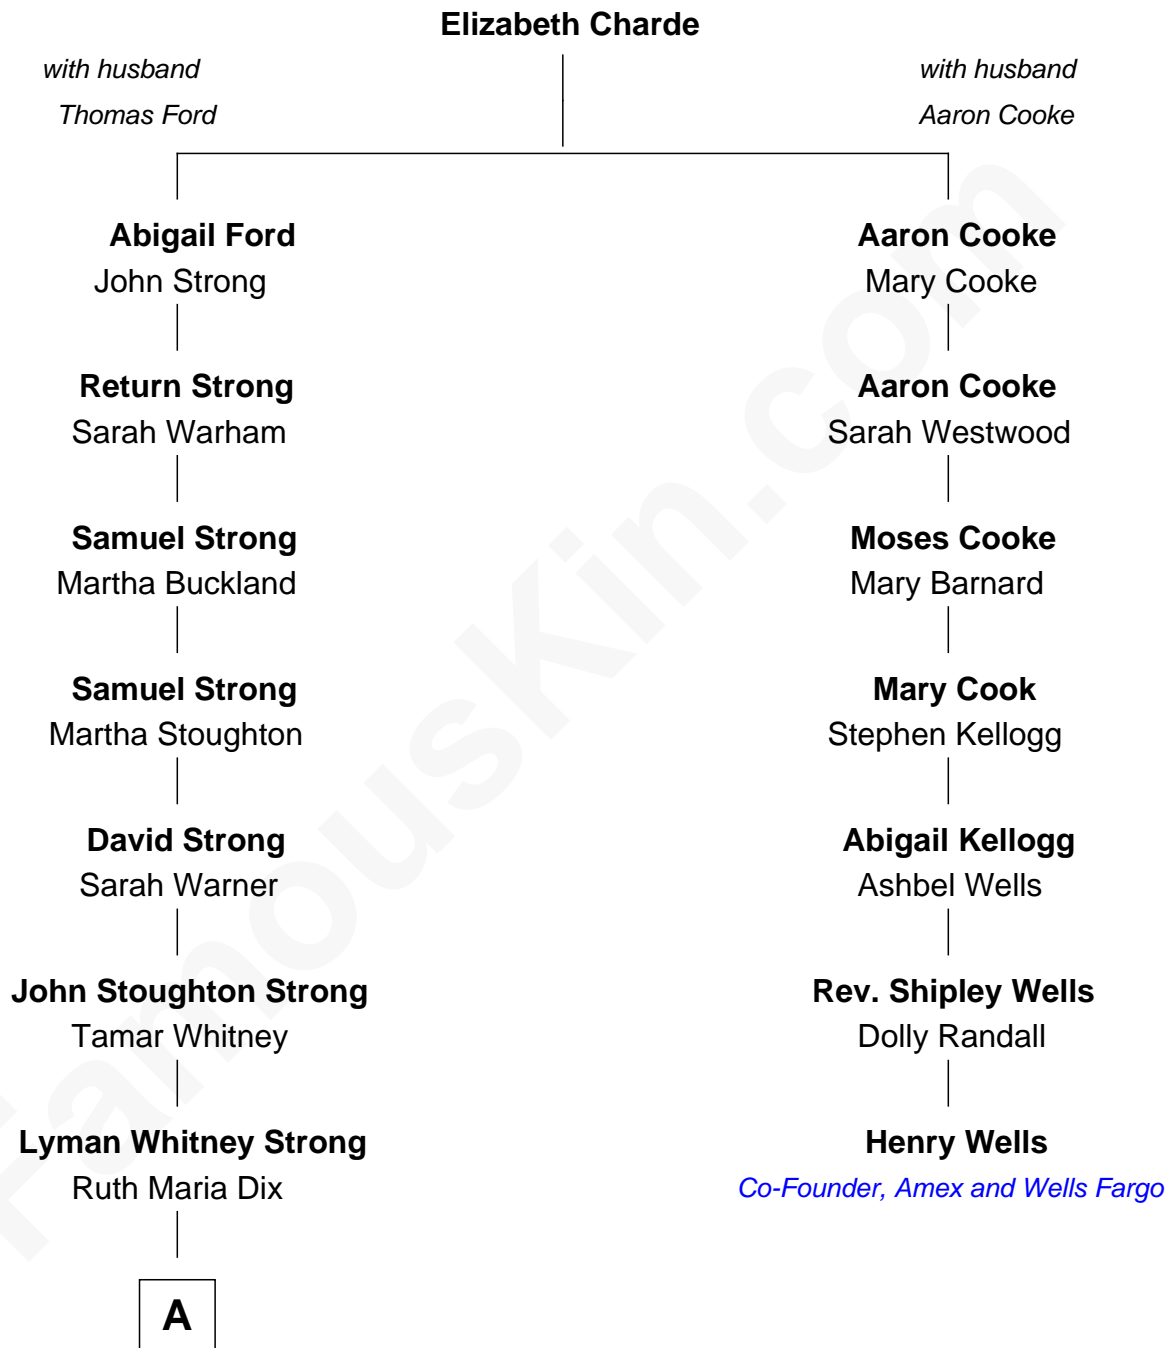 Elizabeth Charde
with husband
Thomas Ford
with husband
Aaron Cooke
Abigail Ford
John Strong
Aaron Cooke
Mary Cooke
Return Strong
Sarah Warham
Aaron Cooke
Sarah Westwood
Samuel Strong
Martha Buckland
Moses Cooke
Mary Barnard
Samuel Strong
Martha Stoughton
Mary Cook
Stephen Kellogg
David Strong
Sarah Warner
Abigail Kellogg
Ashbel Wells
John Stoughton Strong
Tamar Whitney
Rev. Shipley Wells
Dolly Randall
Lyman Whitney Strong
Ruth Maria Dix
Henry Wells
Co-Founder, Amex and Wells Fargo
A
FamousKin.com